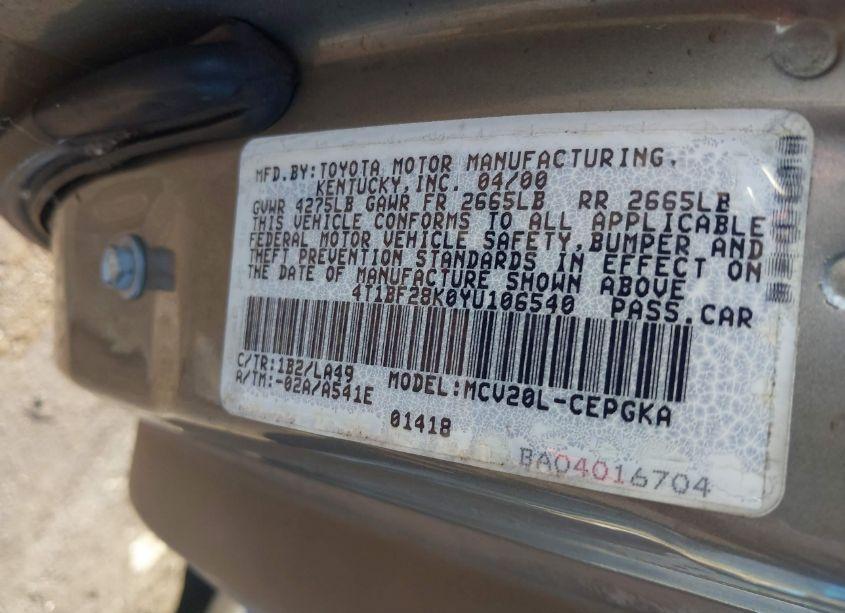 MFD.BY:TOYOTA MOTOR MANUFACTURING,
KENTUCKY,INC. 04/00
GVWR 4275LB GAWR FR 2665LB RR 2665LB
THIS VEHICLE CONFORMS TO ALL APPLICABLE
FEDERAL MOTOR VEHICLE SAFETY,BUMPER AND
THEFT PREVENTION STANDARDS IN EFFECT ON
THE DATE OF MANUFACTURE SHOWN ABOVE.
4T1BF28K0YU106540 PASS.CAR
C/TR:1B2/LA49
A/TM:-02A/A541E MODEL:MCV20L-CEPGKA
01418
BA04016704